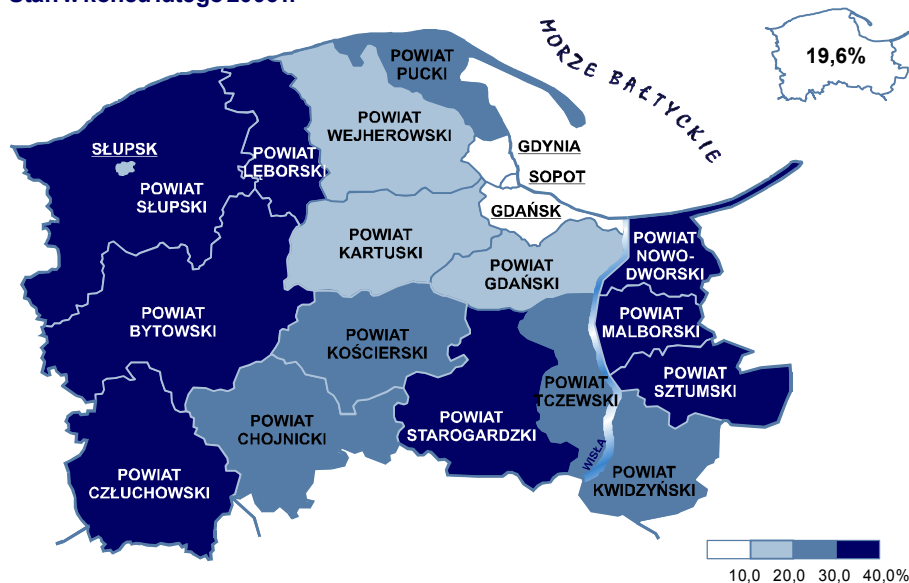 19,6%
MORZE BAŁTYCKIE
POWIAT
PUCKI
POWIAT
WEJHEROWSKI
GDYNIA
SŁUPSK
POWIAT
LĘBORSKI
SOPOT
POWIAT
SŁUPSKI
GDAŃSK
POWIAT
KARTUSKI
POWIAT
NOWO-
DWORSKI
POWIAT
GDAŃSKI
POWIAT
BYTOWSKI
POWIAT
MALBORSKI
POWIAT
KOŚCIERSKI
POWIAT
SZTUMSKI
POWIAT
TCZEWSKI
POWIAT
CHOJNICKI
POWIAT
STAROGARDZKI
WISŁA
POWIAT
CZŁUCHOWSKI
POWIAT
KWIDZYŃSKI
10,0 20,0 30,0 40,0%